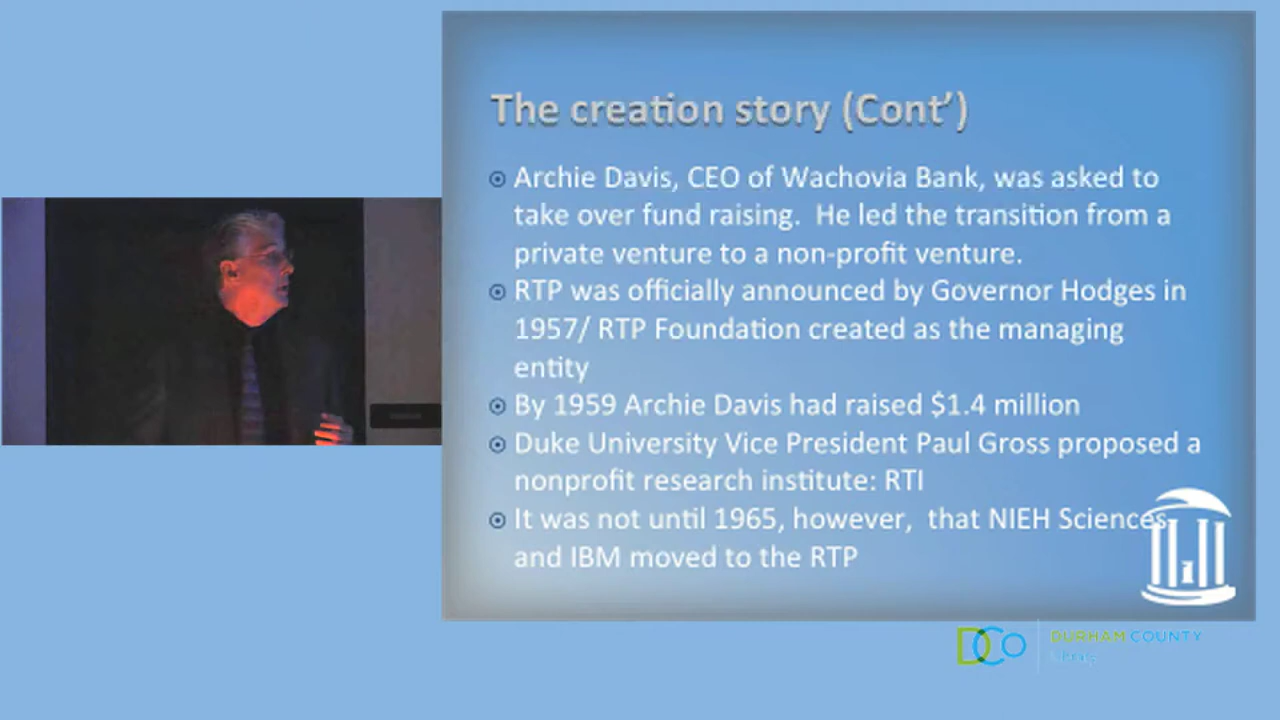 The creation story (Cont')
Archie Davis, CEO of Wachovia Bank, was asked to
take over fund raising.  He led the transition from a
private venture to a non-profit venture.
RTP was officially announced by Governor Hodges in
1957/ RTP Foundation created as the managing
entity
By 1959 Archie Davis had raised $1.4 million
Duke University Vice President Paul Gross proposed a
nonprofit research institute: RTI
It was not until 1965, however,  that NIEH Sciences
and IBM moved to the RTP
DCo DURHAM COUNTY
Library